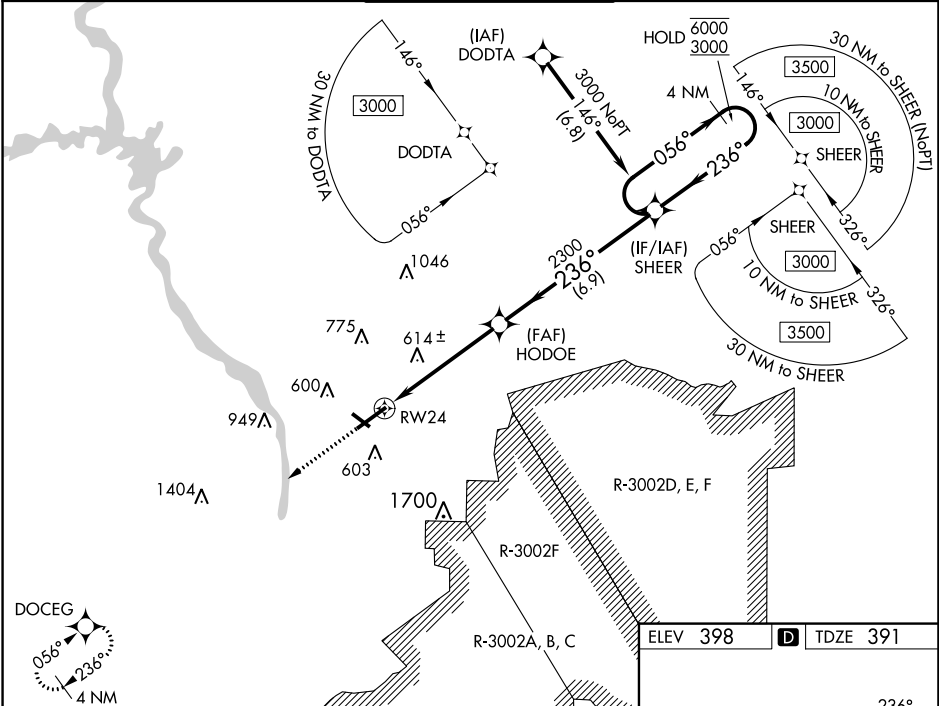 (IAF)
DODTA
HOLD 6000
3000
4 NM
3000 NoPT
146°
(6.8)
056°
236°
(IF/IAF)
SHEER
2300
236°
(6.9)
(FAF)
HODOE
RW24
146°
30 NM to DODTA
3000
DODTA
056°
30 NM to SHEER (NoPT)
3500
146°
10 NM to SHEER
3000
SHEER
326°
SHEER
056°
3000
10 NM to SHEER
326°
3500
30 NM to SHEER
1046
775
614±
600
949
603
1404
1700
R-3002D, E, F
R-3002F
R-3002A, B, C
DOCEG
056°
236°
4 NM
ELEV 398 D TDZE 391
236°